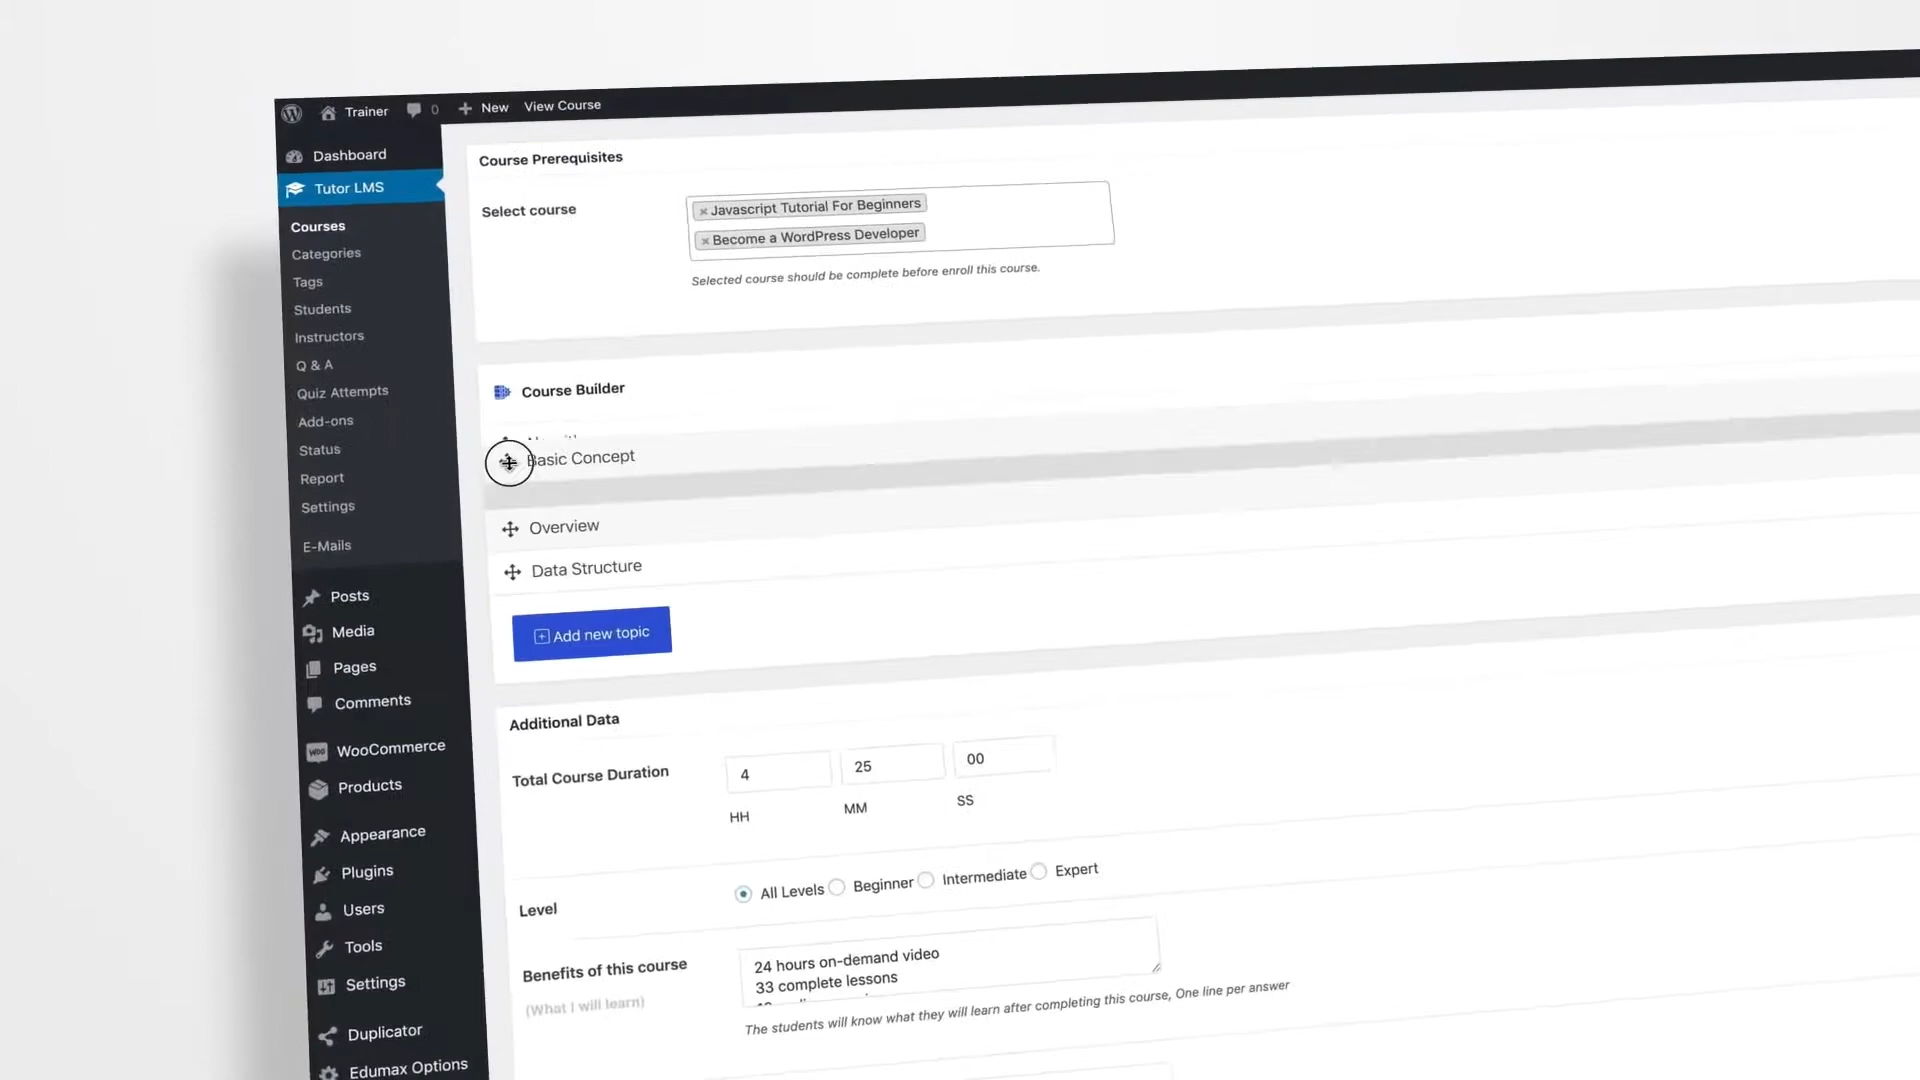 Trainer
0
New
View Course
Dashboard
Tutor LMS
Courses
Categories
Tags
Students
Instructors
Q & A
Quiz Attempts
Add-ons
Status
Report
Settings
E-Mails
Posts
Media
Pages
Comments
WooCommerce
Products
Appearance
Plugins
Users
Tools
Settings
Duplicator
Edumax Options
Course Prerequisites
Select course
× Javascript Tutorial For Beginners
× Become a WordPress Developer
Selected course should be complete before enroll this course.
Course Builder
Basic Concept
Overview
Data Structure
Add new topic
Additional Data
Total Course Duration
4 25 00
HH MM SS
Level
All Levels Beginner Intermediate Expert
Benefits of this course
(What I will learn)
24 hours on-demand video
33 complete lessons
The students will know what they will learn after completing this course, One line per answer